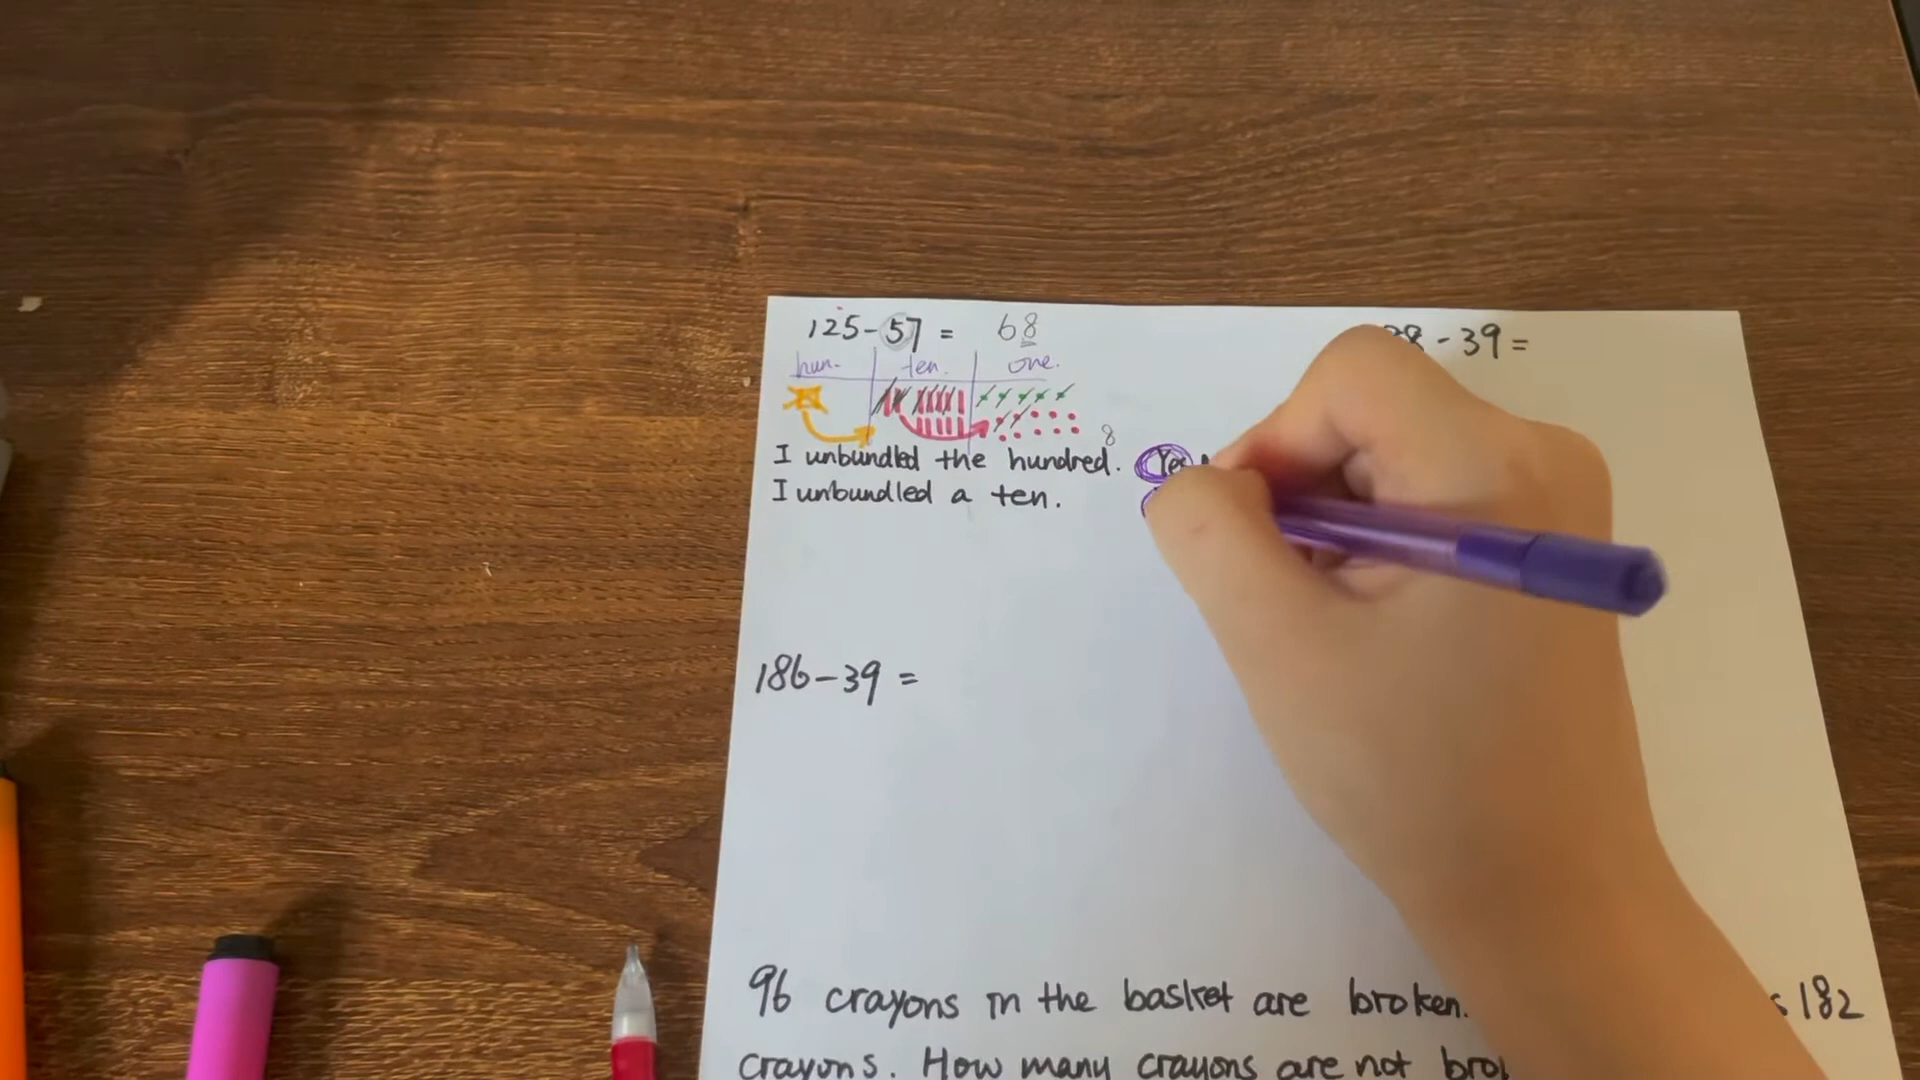 125-57 = 68
- 39 =
hun. ten. one.
8
I unbundled the hundred. Yes
I unbundled a ten.
186-39 =
96 crayons in the basket are broken. 182
crayons. How many crayons are not